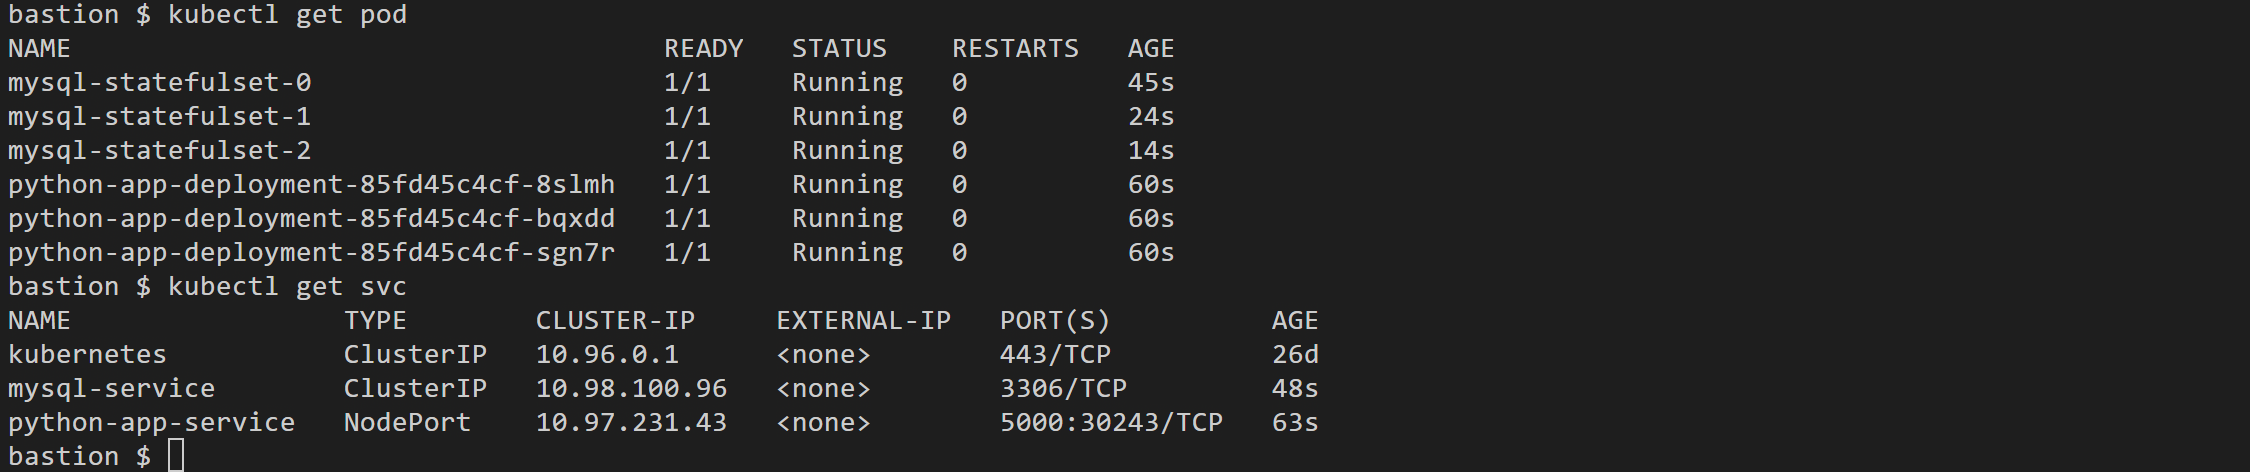 bastion $ kubectl get pod
NAME                                     READY   STATUS    RESTARTS   AGE
mysql-statefulset-0                      1/1     Running   0          45s
mysql-statefulset-1                      1/1     Running   0          24s
mysql-statefulset-2                      1/1     Running   0          14s
python-app-deployment-85fd45c4cf-8slmh   1/1     Running   0          60s
python-app-deployment-85fd45c4cf-bqxdd   1/1     Running   0          60s
python-app-deployment-85fd45c4cf-sgn7r   1/1     Running   0          60s
bastion $ kubectl get svc
NAME                 TYPE        CLUSTER-IP     EXTERNAL-IP   PORT(S)          AGE
kubernetes           ClusterIP   10.96.0.1      <none>        443/TCP          26d
mysql-service        ClusterIP   10.98.100.96   <none>        3306/TCP         48s
python-app-service   NodePort    10.97.231.43   <none>        5000:30243/TCP   63s
bastion $